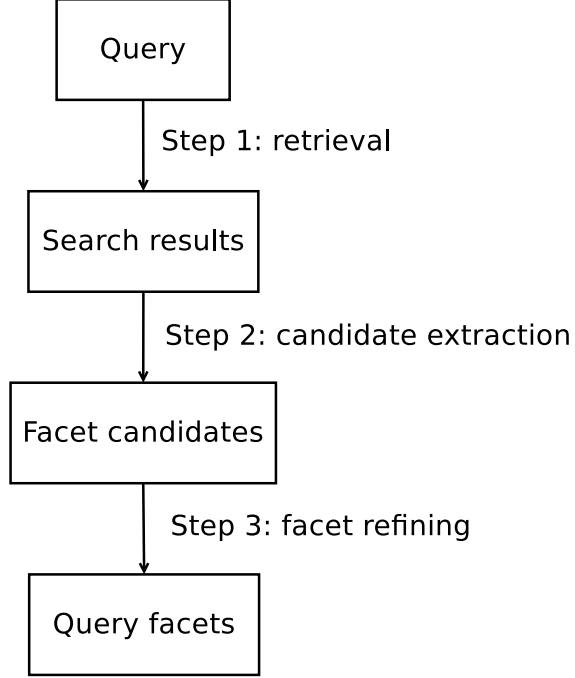 Query
Step 1: retrieval
Search results
Step 2: candidate extraction
Facet candidates
Step 3: facet refining
Query facets